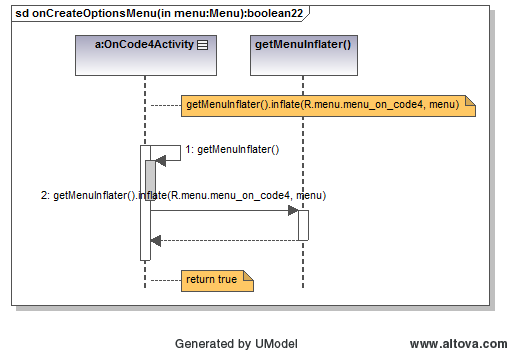 sd onCreateOptionsMenu(in menu:Menu):boolean22
a:OnCode4Activity
getMenuInflater()
getMenuInflater().inflate(R.menu.menu_on_code4, menu)
1: getMenuInflater()
2: getMenuInflater().inflate(R.menu.menu_on_code4, menu)
return true
Generated by UModel
www.altova.com